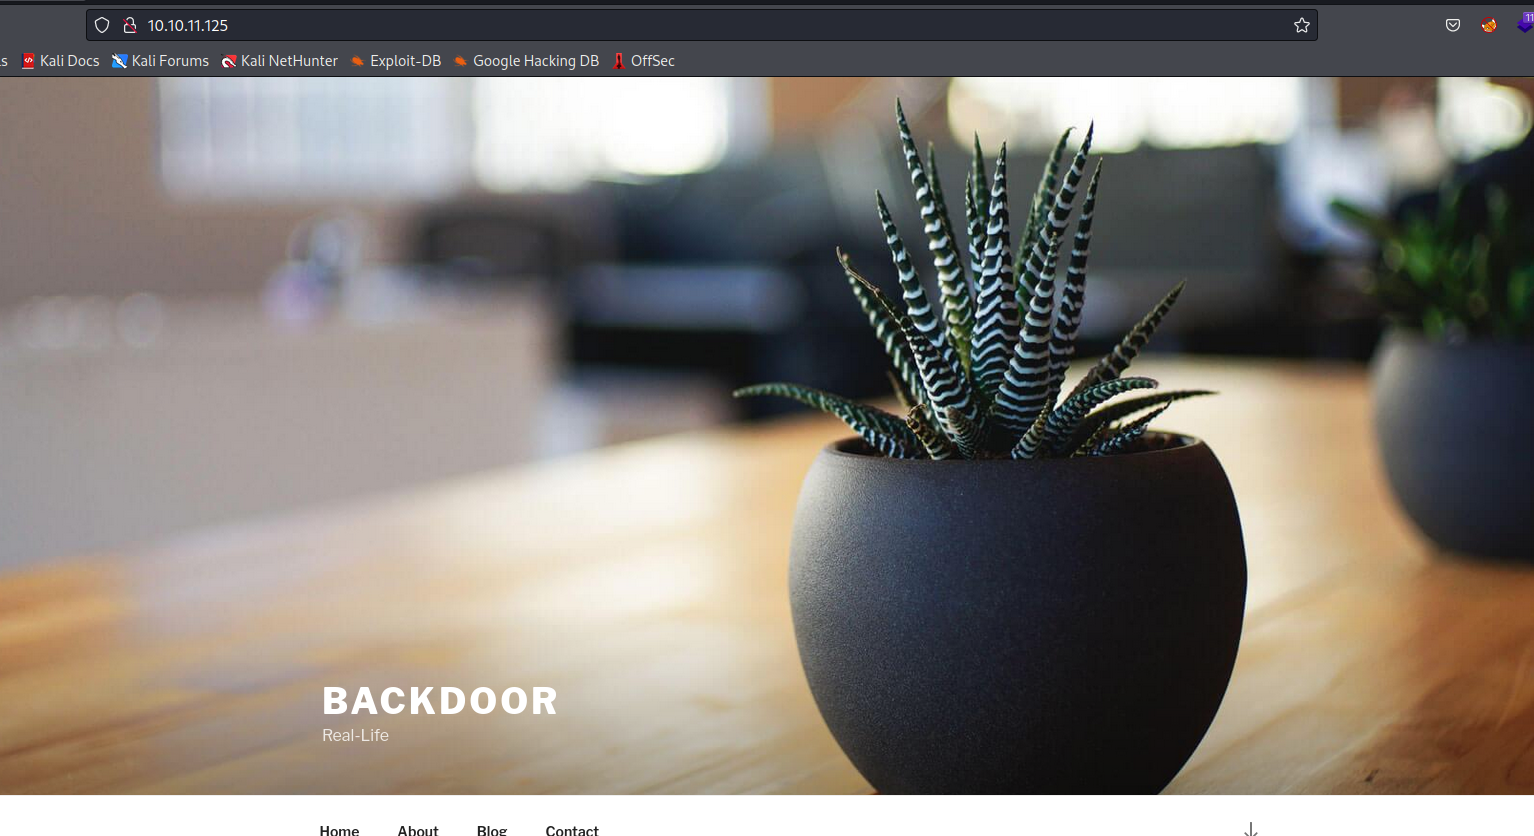 10.10.11.125
s Kali Docs Kali Forums Kali NetHunter Exploit-DB Google Hacking DB OffSec
11
BACKDOOR
Real-Life
Home About Blog Contact